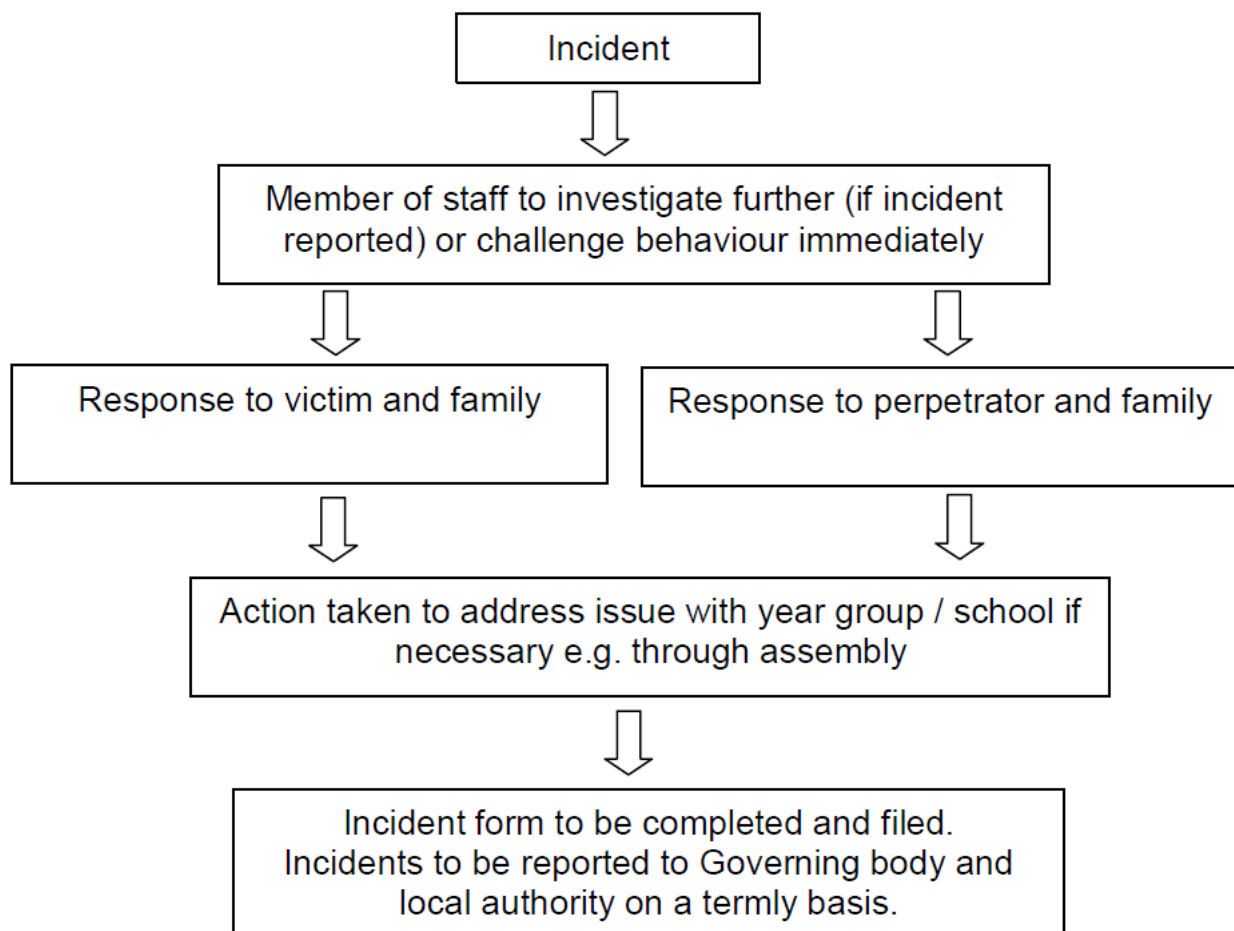 Incident
Member of staff to investigate further (if incident
reported) or challenge behaviour immediately
Response to victim and family
Response to perpetrator and family
Action taken to address issue with year group / school if
necessary e.g. through assembly
Incident form to be completed and filed.
Incidents to be reported to Governing body and
local authority on a termly basis.